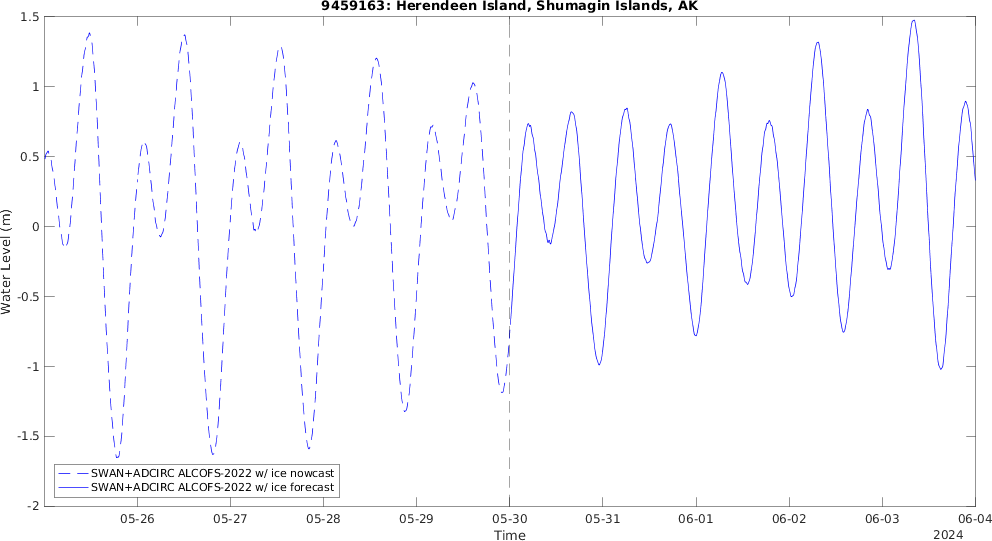 9459163: Herendeen Island, Shumagin Islands, AK
Water Level (m)
1.5
1
0.5
0
-0.5
-1
-1.5
-2
SWAN+ADCIRC ALCOFS-2022 w/ ice nowcast
SWAN+ADCIRC ALCOFS-2022 w/ ice forecast
05-26 05-27 05-28 05-29 05-30 05-31 06-01 06-02 06-03 06-04
Time
2024